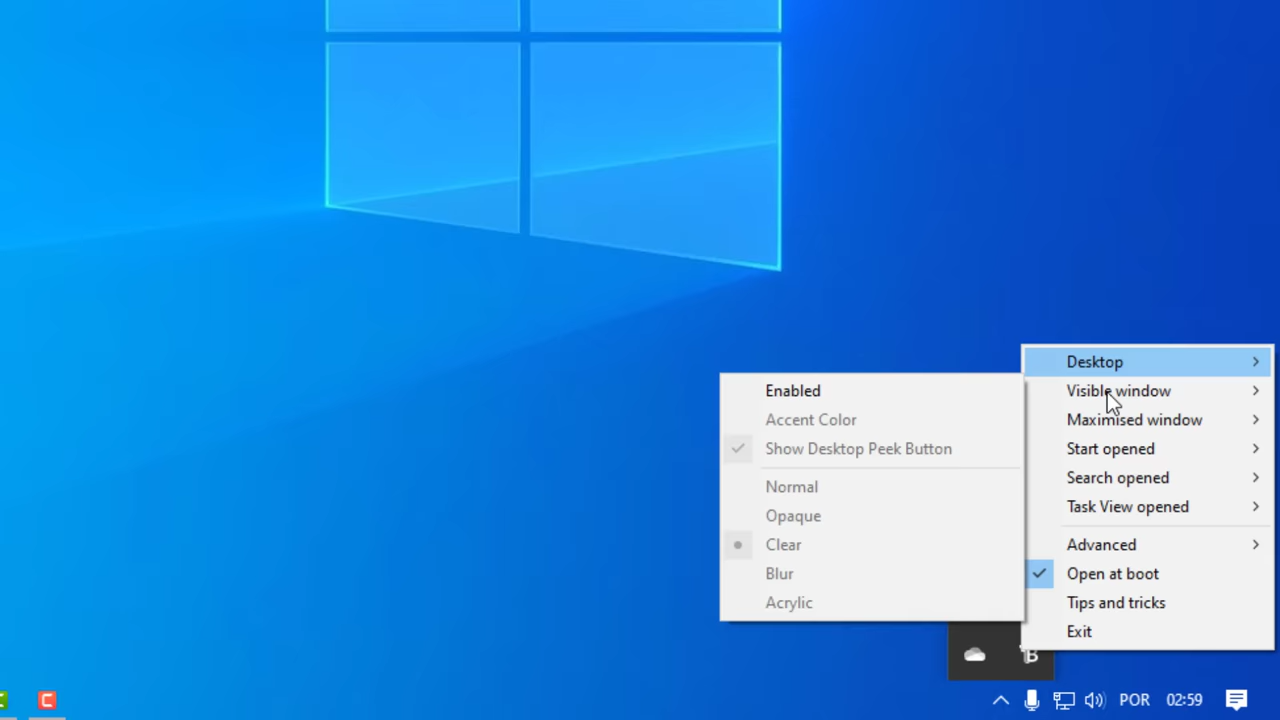 Desktop
Visible window
Maximised window
Start opened
Search opened
Task View opened
Advanced
Open at boot
Tips and tricks
Exit
Enabled
Accent Color
Show Desktop Peek Button
Normal
Opaque
Clear
Blur
Acrylic
POR 02:59